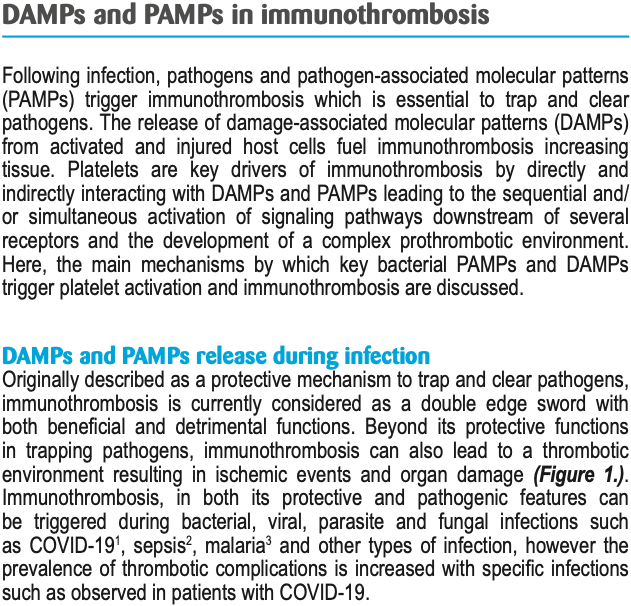 DAMPs and PAMPs in immunothrombosis
Following infection, pathogens and pathogen-associated molecular patterns
(PAMPs) trigger immunothrombosis which is essential to trap and clear
pathogens. The release of damage-associated molecular patterns (DAMPs)
from activated and injured host cells fuel immunothrombosis increasing
tissue. Platelets are key drivers of immunothrombosis by directly and
indirectly interacting with DAMPs and PAMPs leading to the sequential and/
or simultaneous activation of signaling pathways downstream of several
receptors and the development of a complex prothrombotic environment.
Here, the main mechanisms by which key bacterial PAMPs and DAMPs
trigger platelet activation and immunothrombosis are discussed.
DAMPs and PAMPs release during infection
Originally described as a protective mechanism to trap and clear pathogens,
immunothrombosis is currently considered as a double edge sword with
both beneficial and detrimental functions. Beyond its protective functions
in trapping pathogens, immunothrombosis can also lead to a thrombotic
environment resulting in ischemic events and organ damage (Figure 1.).
Immunothrombosis, in both its protective and pathogenic features can
be triggered during bacterial, viral, parasite and fungal infections such
as COVID-19¹, sepsis², malaria³ and other types of infection, however the
prevalence of thrombotic complications is increased with specific infections
such as observed in patients with COVID-19.